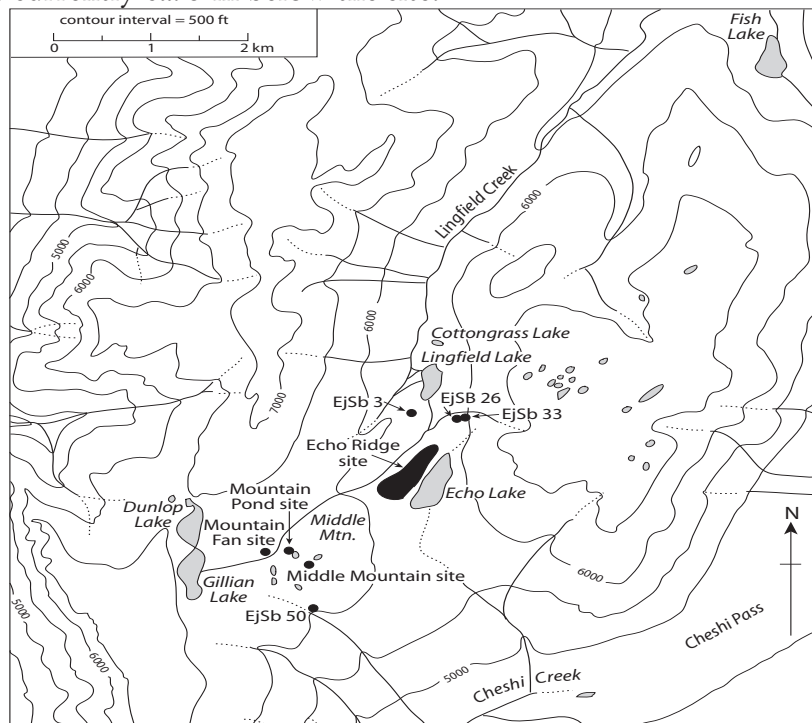 contour interval = 500 ft
0 1 2 km
Fish
Lake
Lingfield Creek
6000
5000
6000
6000
Cottongrass Lake
Lingfield Lake
EjSb 3
EjSB 26
EjSb 33
7000
Echo Ridge
site
Echo Lake
Mountain
Pond site
Dunlop
Lake
Mountain
Fan site
Middle
Mtn.
N
Middle Mountain site
Gillian
Lake
6000
EjSb 50
5000
6000
5000
Cheshi Pass
Cheshi Creek